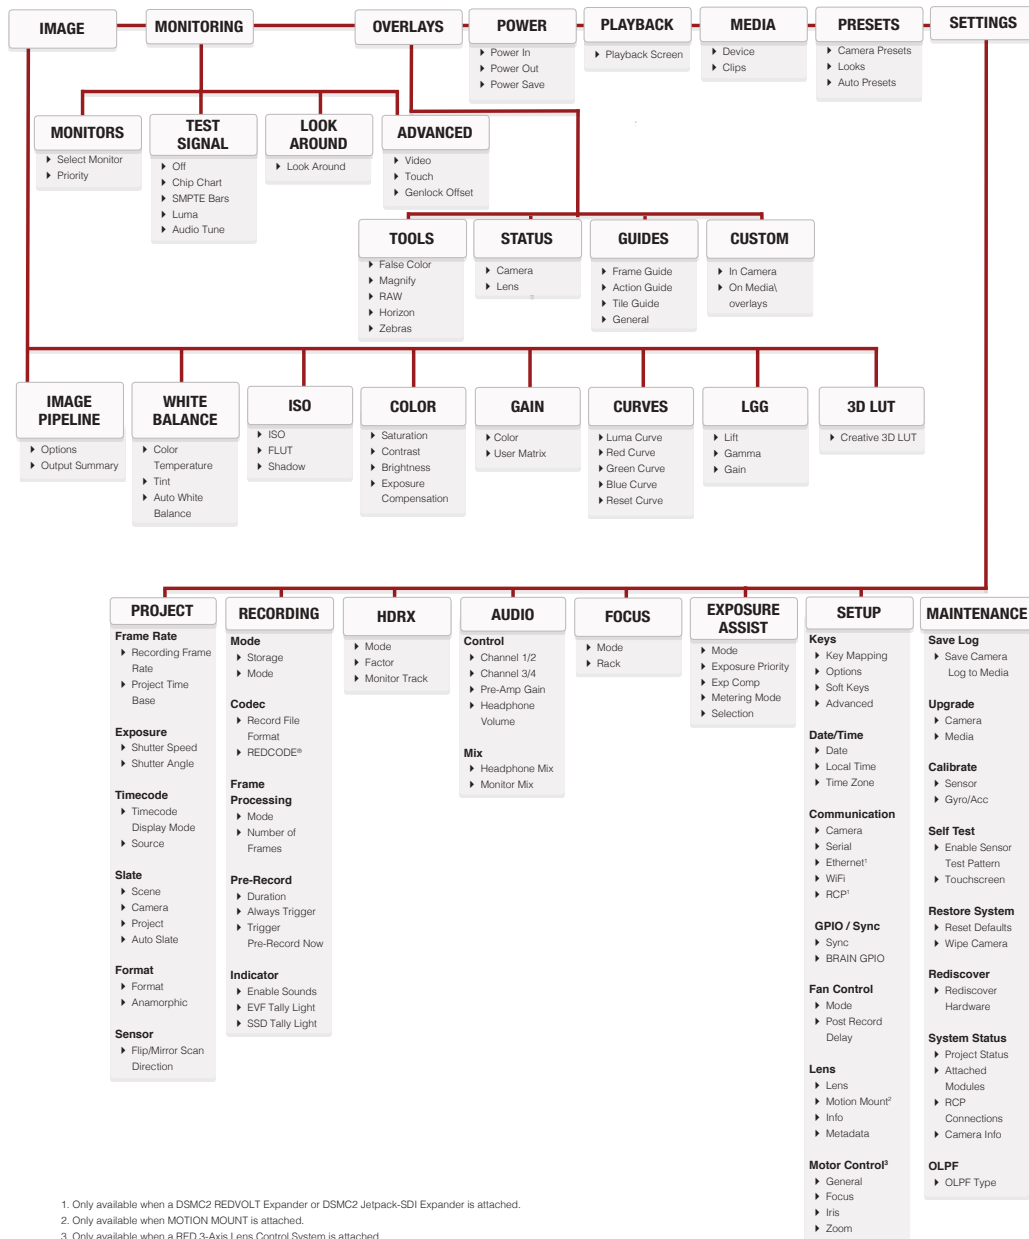 IMAGE
MONITORING
OVERLAYS
POWER
Power In
Power Out
Power Save
PLAYBACK
Playback Screen
MEDIA
Device
Clips
PRESETS
Camera Presets
Looks
Auto Presets
SETTINGS
MONITORS
Select Monitor
Priority
TEST
SIGNAL
Off
Chip Chart
SMPTE Bars
Luma
Audio Tune
LOOK
AROUND
Look Around
ADVANCED
Video
Touch
Genlock Offset
TOOLS
False Color
Magnify
RAW
Horizon
Zebras
STATUS
Camera
Lens
GUIDES
Frame Guide
Action Guide
Tile Guide
General
CUSTOM
In Camera
On Media\
overlays
IMAGE
PIPELINE
Options
Output Summary
WHITE
BALANCE
Color
Temperature
Tint
Auto White
Balance
ISO
ISO
FLUT
Shadow
COLOR
Saturation
Contrast
Brightness
Exposure
Compensation
GAIN
Color
User Matrix
CURVES
Luma Curve
Red Curve
Green Curve
Blue Curve
Reset Curve
LGG
Lift
Gamma
Gain
3D LUT
Creative 3D LUT
PROJECT
Frame Rate
Recording Frame
Rate
Project Time
Base
Exposure
Shutter Speed
Shutter Angle
Timecode
Timecode
Display Mode
Source
Slate
Scene
Camera
Project
Auto Slate
Format
Format
Anamorphic
Sensor
Flip/Mirror Scan
Direction
RECORDING
Mode
Storage
Mode
Codec
Record File
Format
REDCODE®
Frame
Processing
Mode
Number of
Frames
Pre-Record
Duration
Always Trigger
Trigger
Pre-Record Now
Indicator
Enable Sounds
EVF Tally Light
SSD Tally Light
HDRX
Mode
Factor
Monitor Track
AUDIO
Control
Channel 1/2
Channel 3/4
Pre-Amp Gain
Headphone
Volume
Mix
Headphone Mix
Monitor Mix
FOCUS
Mode
Rack
EXPOSURE
ASSIST
Mode
Exposure Priority
Exp Comp
Metering Mode
Selection
SETUP
Keys
Key Mapping
Options
Soft Keys
Advanced
Date/Time
Date
Local Time
Time Zone
Communication
Camera
Serial
Ethernet¹
WiFi
RCP¹
GPIO / Sync
Sync
BRAIN GPIO
Fan Control
Mode
Post Record
Delay
Lens
Lens
Motion Mount²
Info
Metadata
Motor Control³
General
Focus
Iris
Zoom
MAINTENANCE
Save Log
Save Camera
Log to Media
Upgrade
Camera
Media
Calibrate
Sensor
Gyro/Acc
Self Test
Enable Sensor
Test Pattern
Touchscreen
Restore System
Reset Defaults
Wipe Camera
Rediscover
Rediscover
Hardware
System Status
Project Status
Attached
Modules
RCP
Connections
Camera Info
OLPF
OLPF Type
1. Only available when a DSMC2 REDVOLT Expander or DSMC2 Jetpack-SDI Expander is attached.
2. Only available when MOTION MOUNT is attached.
3. Only available when a RED 3-Axis Lens Control System is attached.